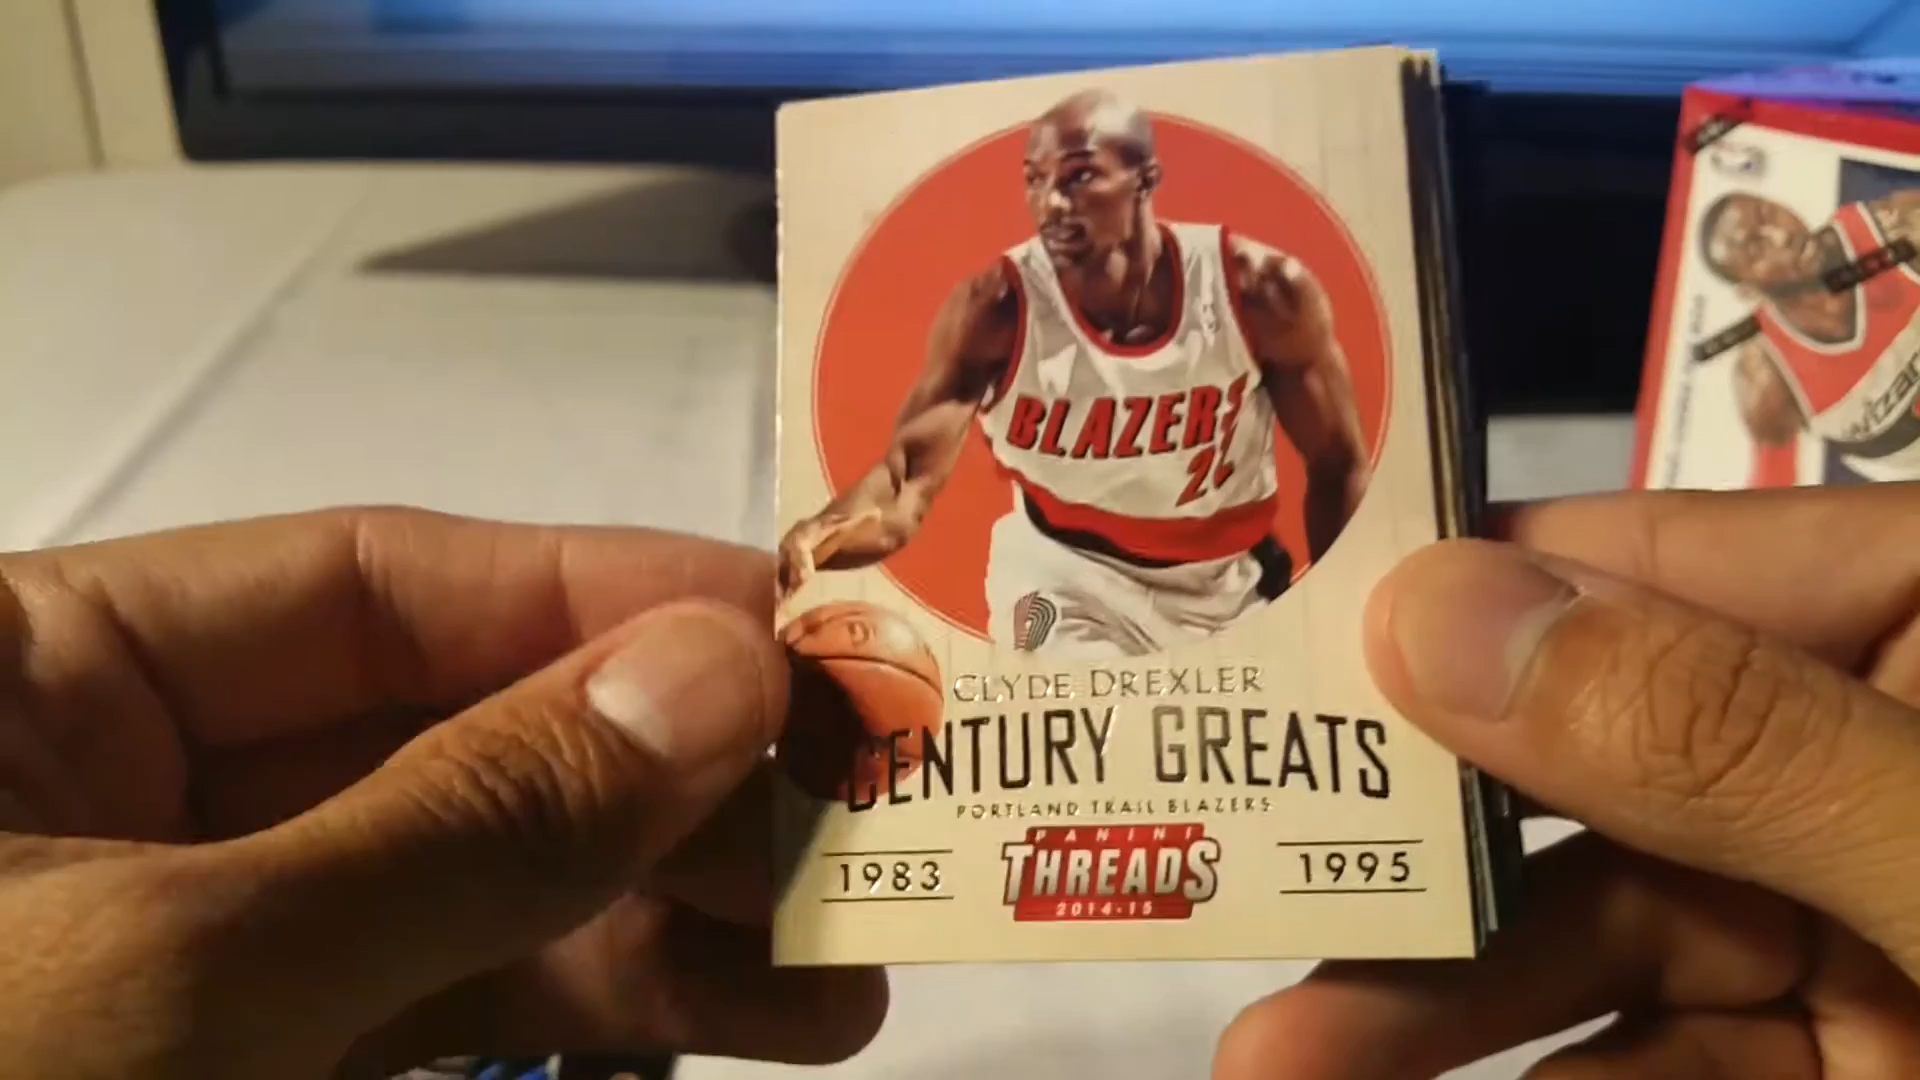 BLAZERS
22
CLYDE DREXLER
CENTURY GREATS
PORTLAND TRAIL BLAZERS
PANINI
THREADS
2014-15
1983
1995